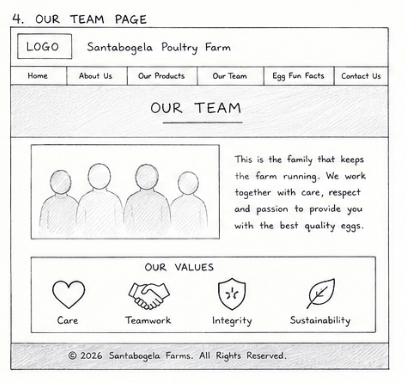 4. OUR TEAM PAGE
LOGO Santabogela Poultry Farm
Home About Us Our Products Our Team Egg Fun Facts Contact Us
OUR TEAM
This is the family that keeps
the farm running. We work
together with care, respect
and passion to provide you
with the best quality eggs.
OUR VALUES
Care Teamwork Integrity Sustainability
© 2026 Santabogela Farms. All Rights Reserved.